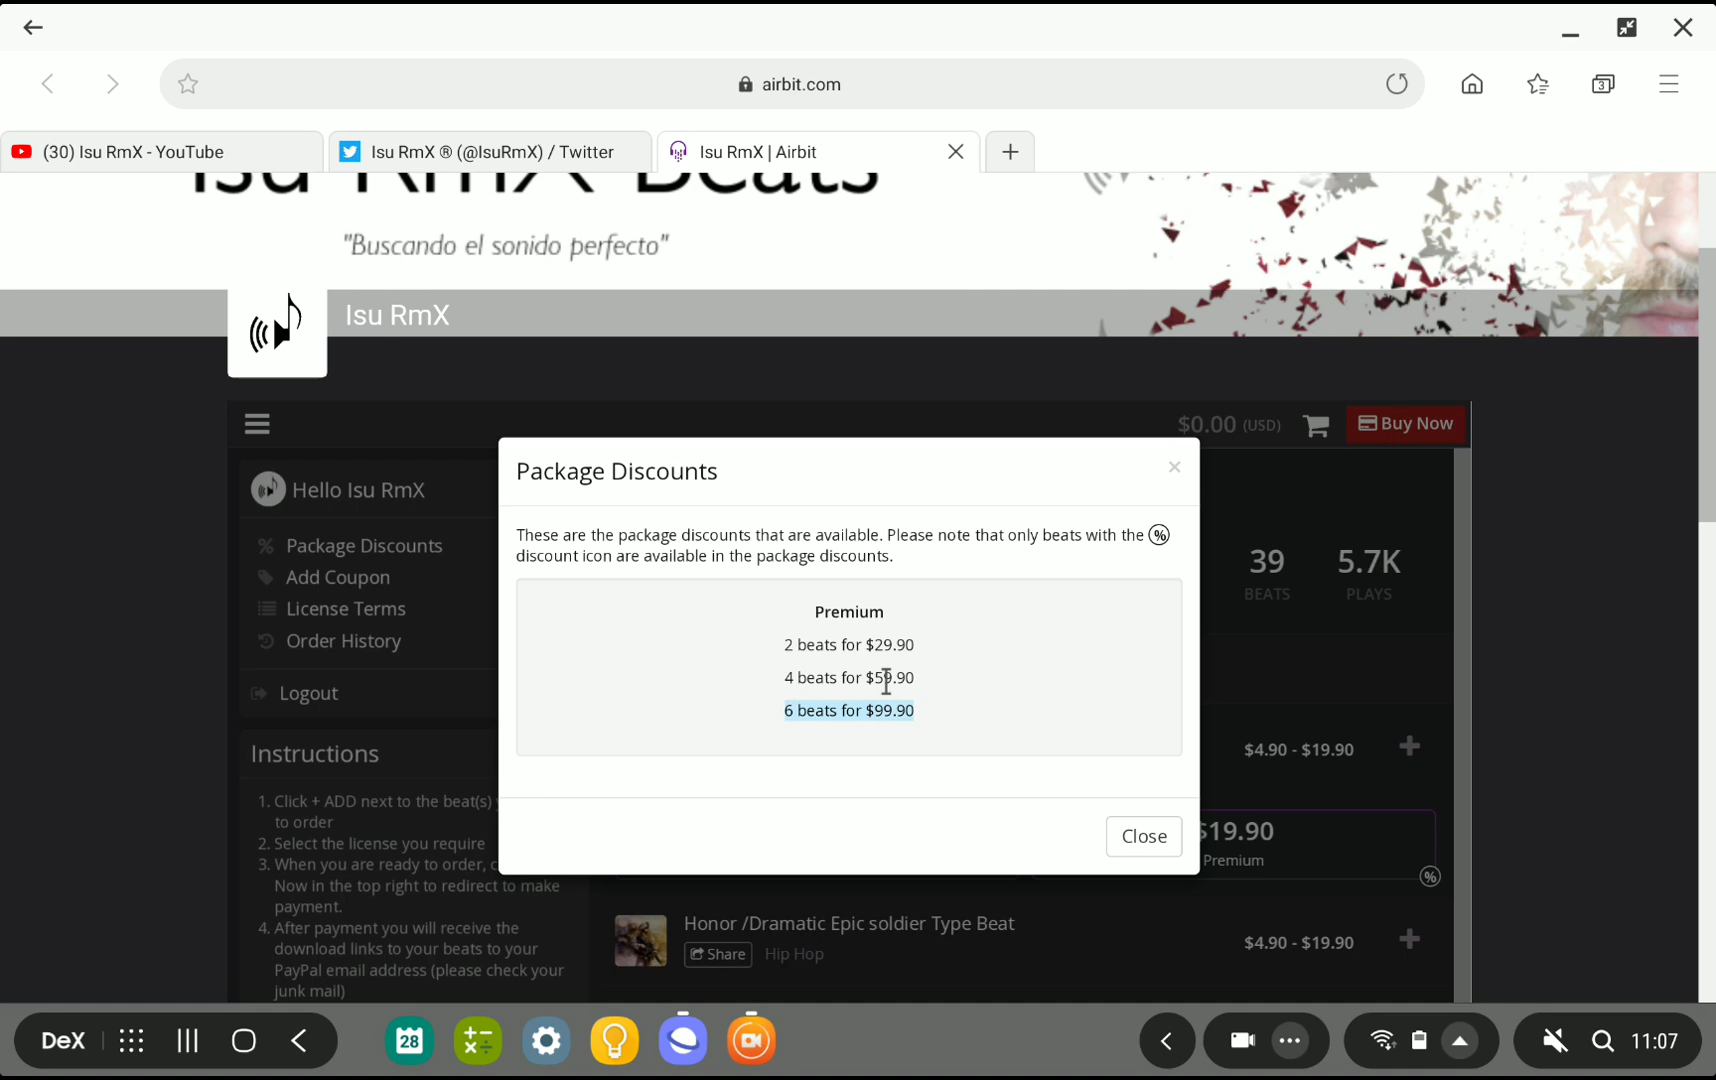 airbit.com
3
(30) Isu RmX - YouTube
Isu RmX ® (@IsuRmX) / Twitter
Isu RmX | Airbit
Isu RmX Beats
"Buscando el sonido perfecto"
Isu RmX
$0.00 (USD)
Buy Now
Hello Isu RmX
Package Discounts
Add Coupon
License Terms
Order History
Logout
Instructions
1. Click + ADD next to the beat(s)
to order
2. Select the license you require
3. When you are ready to order,
Now in the top right to redirect to make
payment.
4. After payment you will receive the
download links to your beats to your
PayPal email address (please check your
junk mail)
Package Discounts
These are the package discounts that are available. Please note that only beats with the %
discount icon are available in the package discounts.
Premium
2 beats for $29.90
4 beats for $59.90
6 beats for $99.90
Close
39
BEATS
5.7K
PLAYS
$4.90 - $19.90
$19.90
Premium
%
Honor /Dramatic Epic soldier Type Beat
Share
Hip Hop
$4.90 - $19.90
DeX
28
11:07